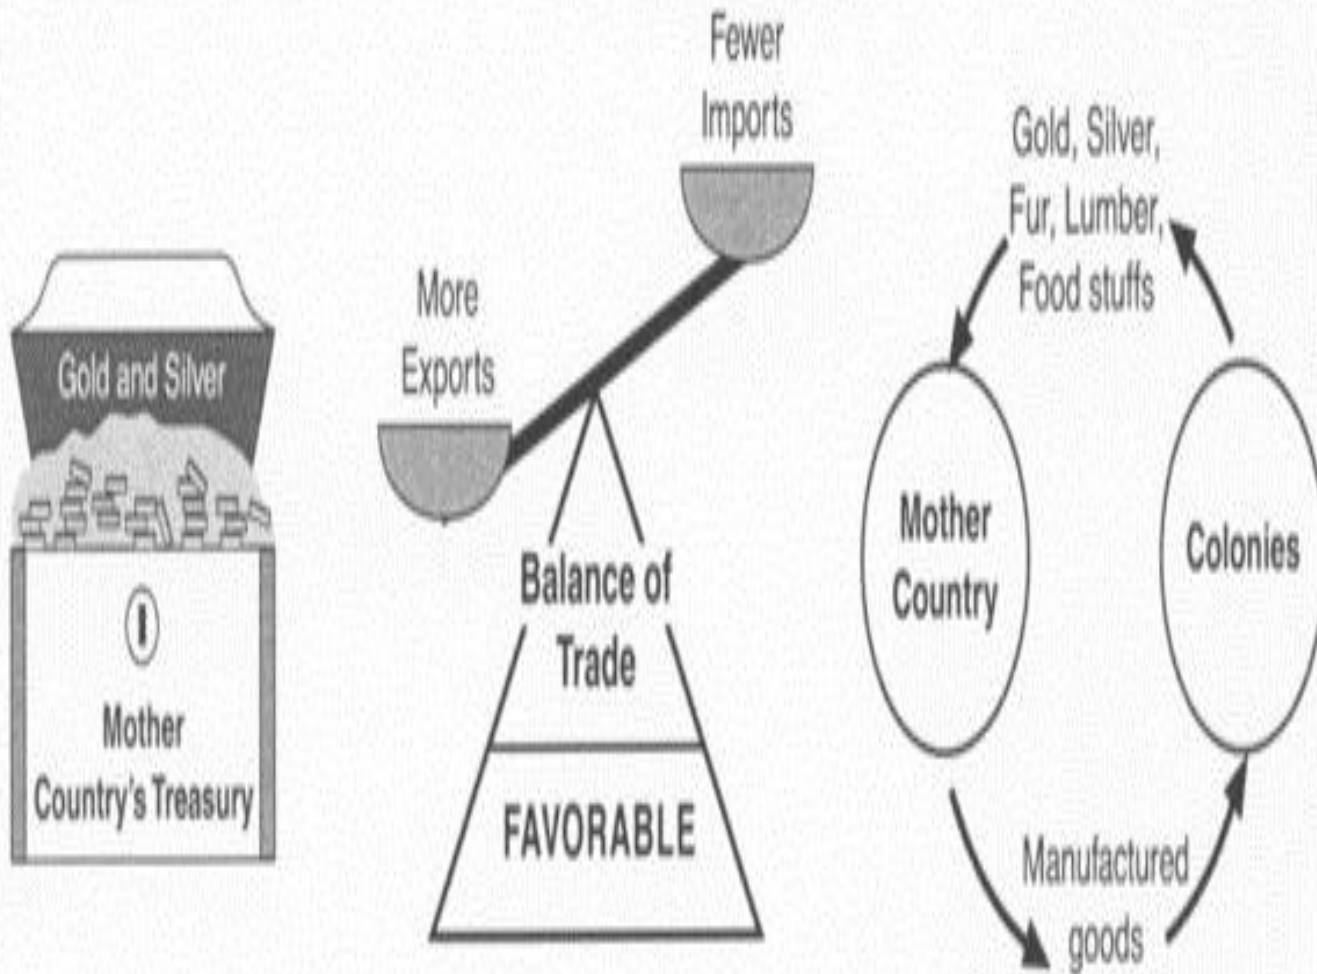 Gold and Silver
Mother
Country's Treasury
More
Exports
Fewer
Imports
Balance of
Trade
FAVORABLE
Gold, Silver,
Fur, Lumber,
Food stuffs
Mother
Country
Colonies
Manufactured
goods